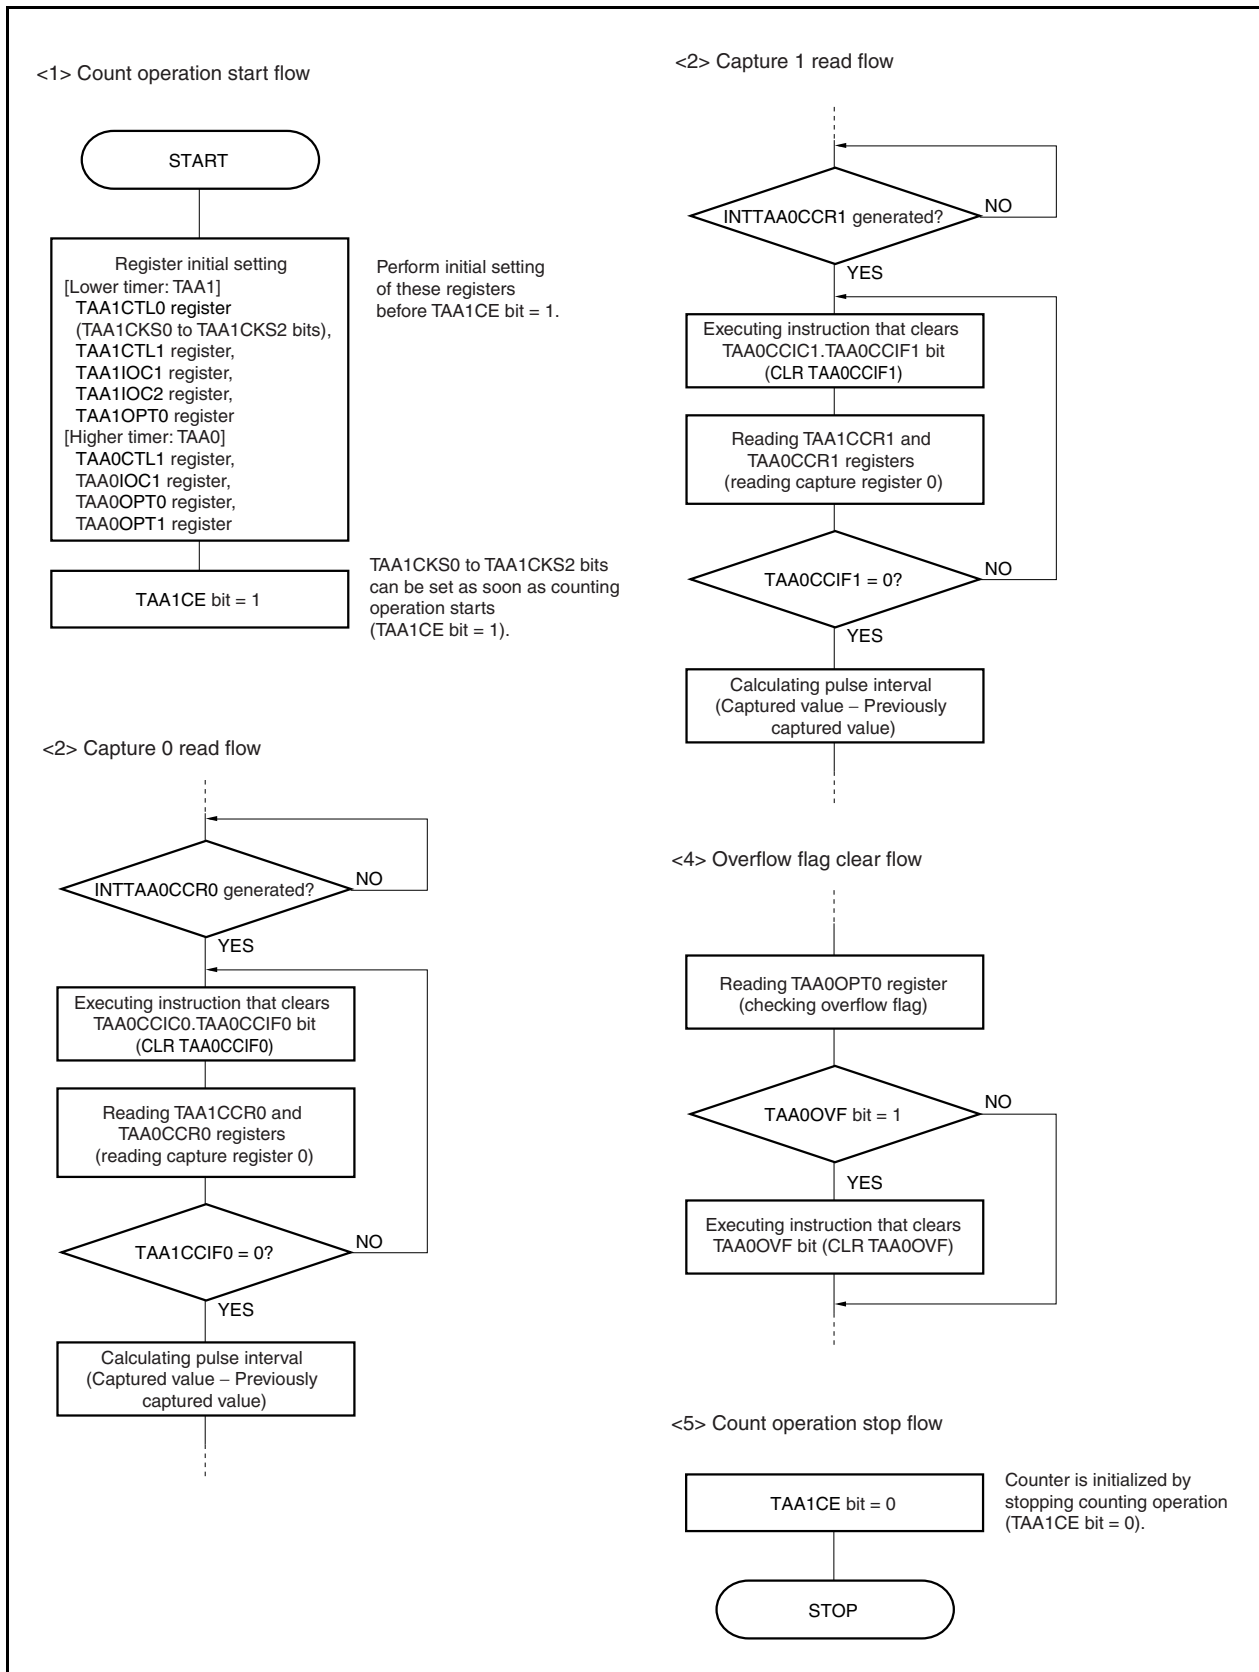 <1> Count operation start flow
START
Register initial setting
[Lower timer: TAA1]
TAA1CTL0 register
(TAA1CKS0 to TAA1CKS2 bits),
TAA1CTL1 register,
TAA1IOC1 register,
TAA1IOC2 register,
TAA1OPT0 register
[Higher timer: TAA0]
TAA0CTL1 register,
TAA0IOC1 register,
TAA0OPT0 register,
TAA0OPT1 register
Perform initial setting
of these registers
before TAA1CE bit = 1.
TAA1CE bit = 1
TAA1CKS0 to TAA1CKS2 bits
can be set as soon as counting
operation starts
(TAA1CE bit = 1).
<2> Capture 0 read flow
INTTAA0CCR0 generated?
NO
YES
Executing instruction that clears
TAA0CCIC0.TAA0CCIF0 bit
(CLR TAA0CCIF0)
Reading TAA1CCR0 and
TAA0CCR0 registers
(reading capture register 0)
TAA1CCIF0 = 0?
NO
YES
Calculating pulse interval
(Captured value – Previously
captured value)
<2> Capture 1 read flow
INTTAA0CCR1 generated?
NO
YES
Executing instruction that clears
TAA0CCIC1.TAA0CCIF1 bit
(CLR TAA0CCIF1)
Reading TAA1CCR1 and
TAA0CCR1 registers
(reading capture register 0)
TAA0CCIF1 = 0?
NO
YES
Calculating pulse interval
(Captured value – Previously
captured value)
<4> Overflow flag clear flow
Reading TAA0OPT0 register
(checking overflow flag)
TAA0OVF bit = 1
NO
YES
Executing instruction that clears
TAA0OVF bit (CLR TAA0OVF)
<5> Count operation stop flow
TAA1CE bit = 0
Counter is initialized by
stopping counting operation
(TAA1CE bit = 0).
STOP